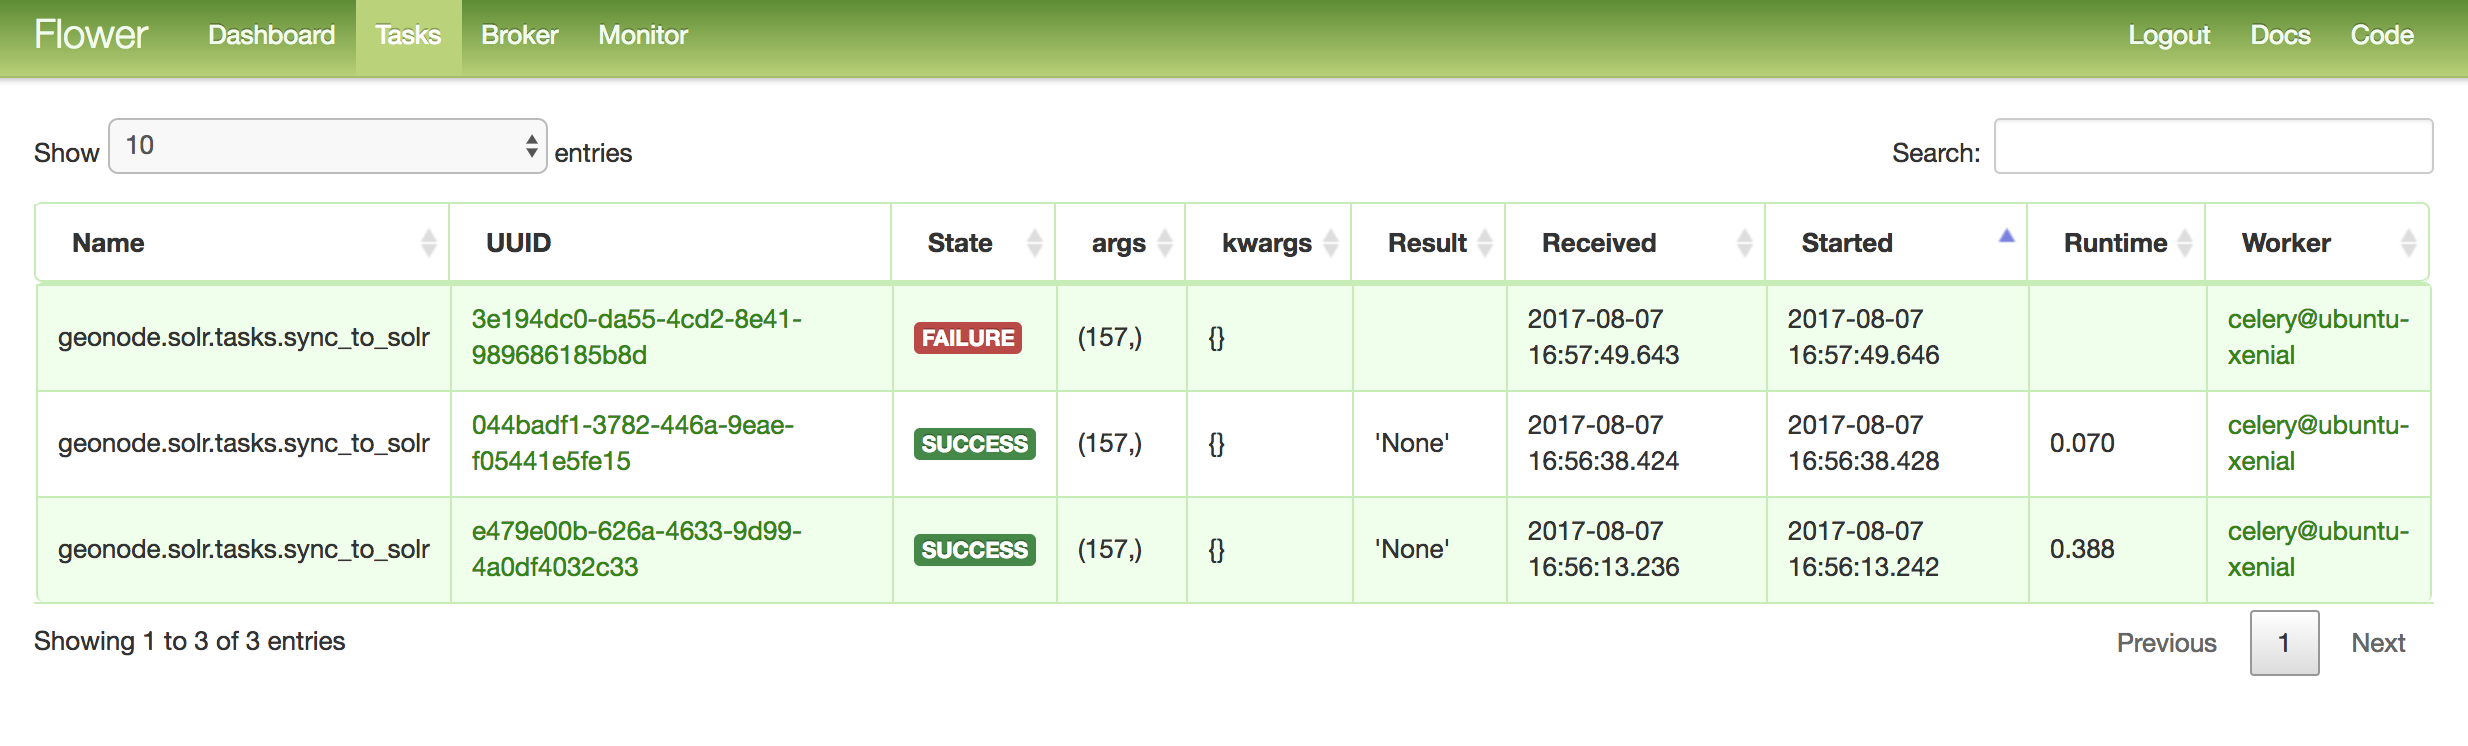 Flower Dashboard Tasks Broker Monitor Logout Docs Code
Show 10 entries Search:
Name UUID State args kwargs Result Received Started Runtime Worker
geonode.solr.tasks.sync_to_solr 3e194dc0-da55-4cd2-8e41-989686185b8d FAILURE (157,) {} 2017-08-07 16:57:49.643 2017-08-07 16:57:49.646 celery@ubuntu-xenial
geonode.solr.tasks.sync_to_solr 044badf1-3782-446a-9eae-f05441e5fe15 SUCCESS (157,) {} 'None' 2017-08-07 16:56:38.424 2017-08-07 16:56:38.428 0.070 celery@ubuntu-xenial
geonode.solr.tasks.sync_to_solr e479e00b-626a-4633-9d99-4a0df4032c33 SUCCESS (157,) {} 'None' 2017-08-07 16:56:13.236 2017-08-07 16:56:13.242 0.388 celery@ubuntu-xenial
Showing 1 to 3 of 3 entries Previous 1 Next